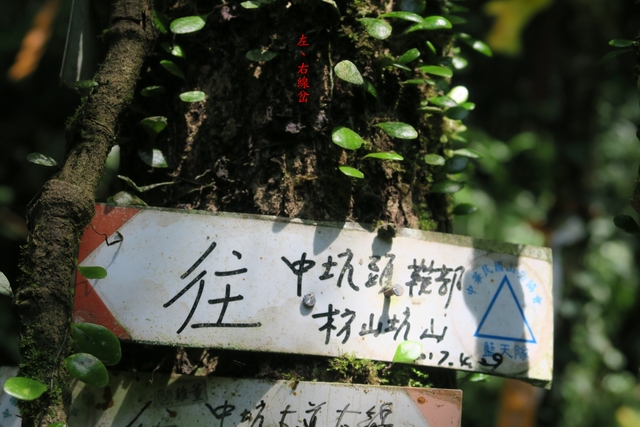 左、右線岔
往
中坑頭 鞍部
杉山坑山
17.4.29
中華民國山岳協會
藍天隊
往 中坑古道右線